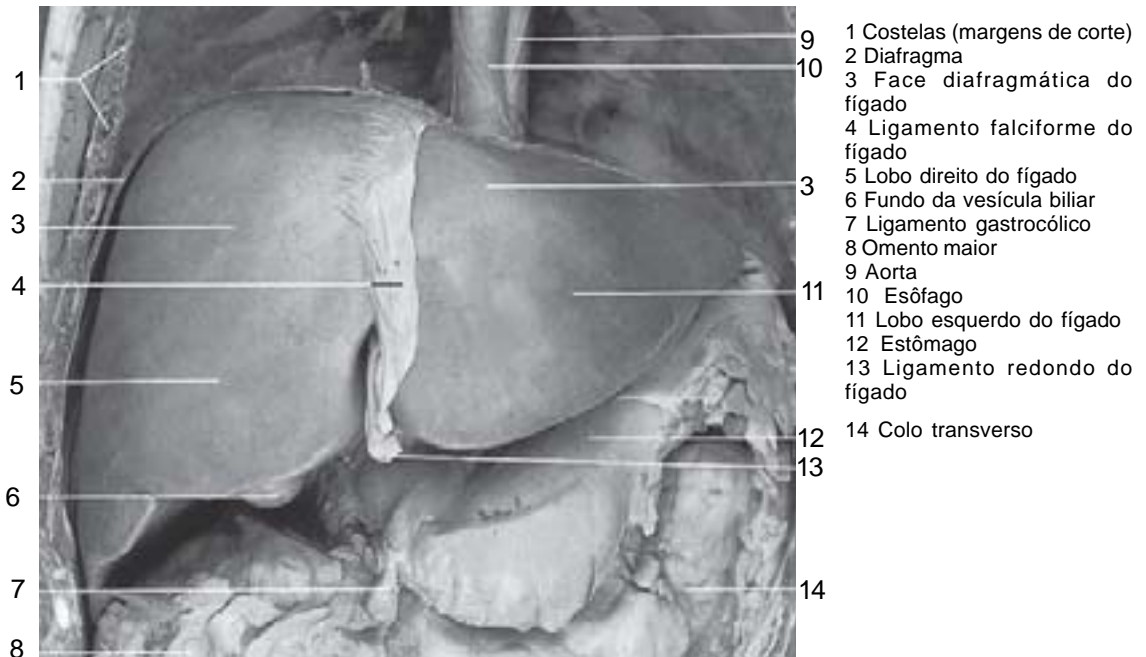 1
2
3
4
5
6
7
8
9
10
3
11
12
13
14
1 Costelas (margens de corte)
2 Diafragma
3 Face diafragmática do
fígado
4 Ligamento falciforme do
fígado
5 Lobo direito do fígado
6 Fundo da vesícula biliar
7 Ligamento gastrocólico
8 Omento maior
9 Aorta
10 Esôfago
11 Lobo esquerdo do fígado
12 Estômago
13 Ligamento redondo do
fígado
14 Colo transverso